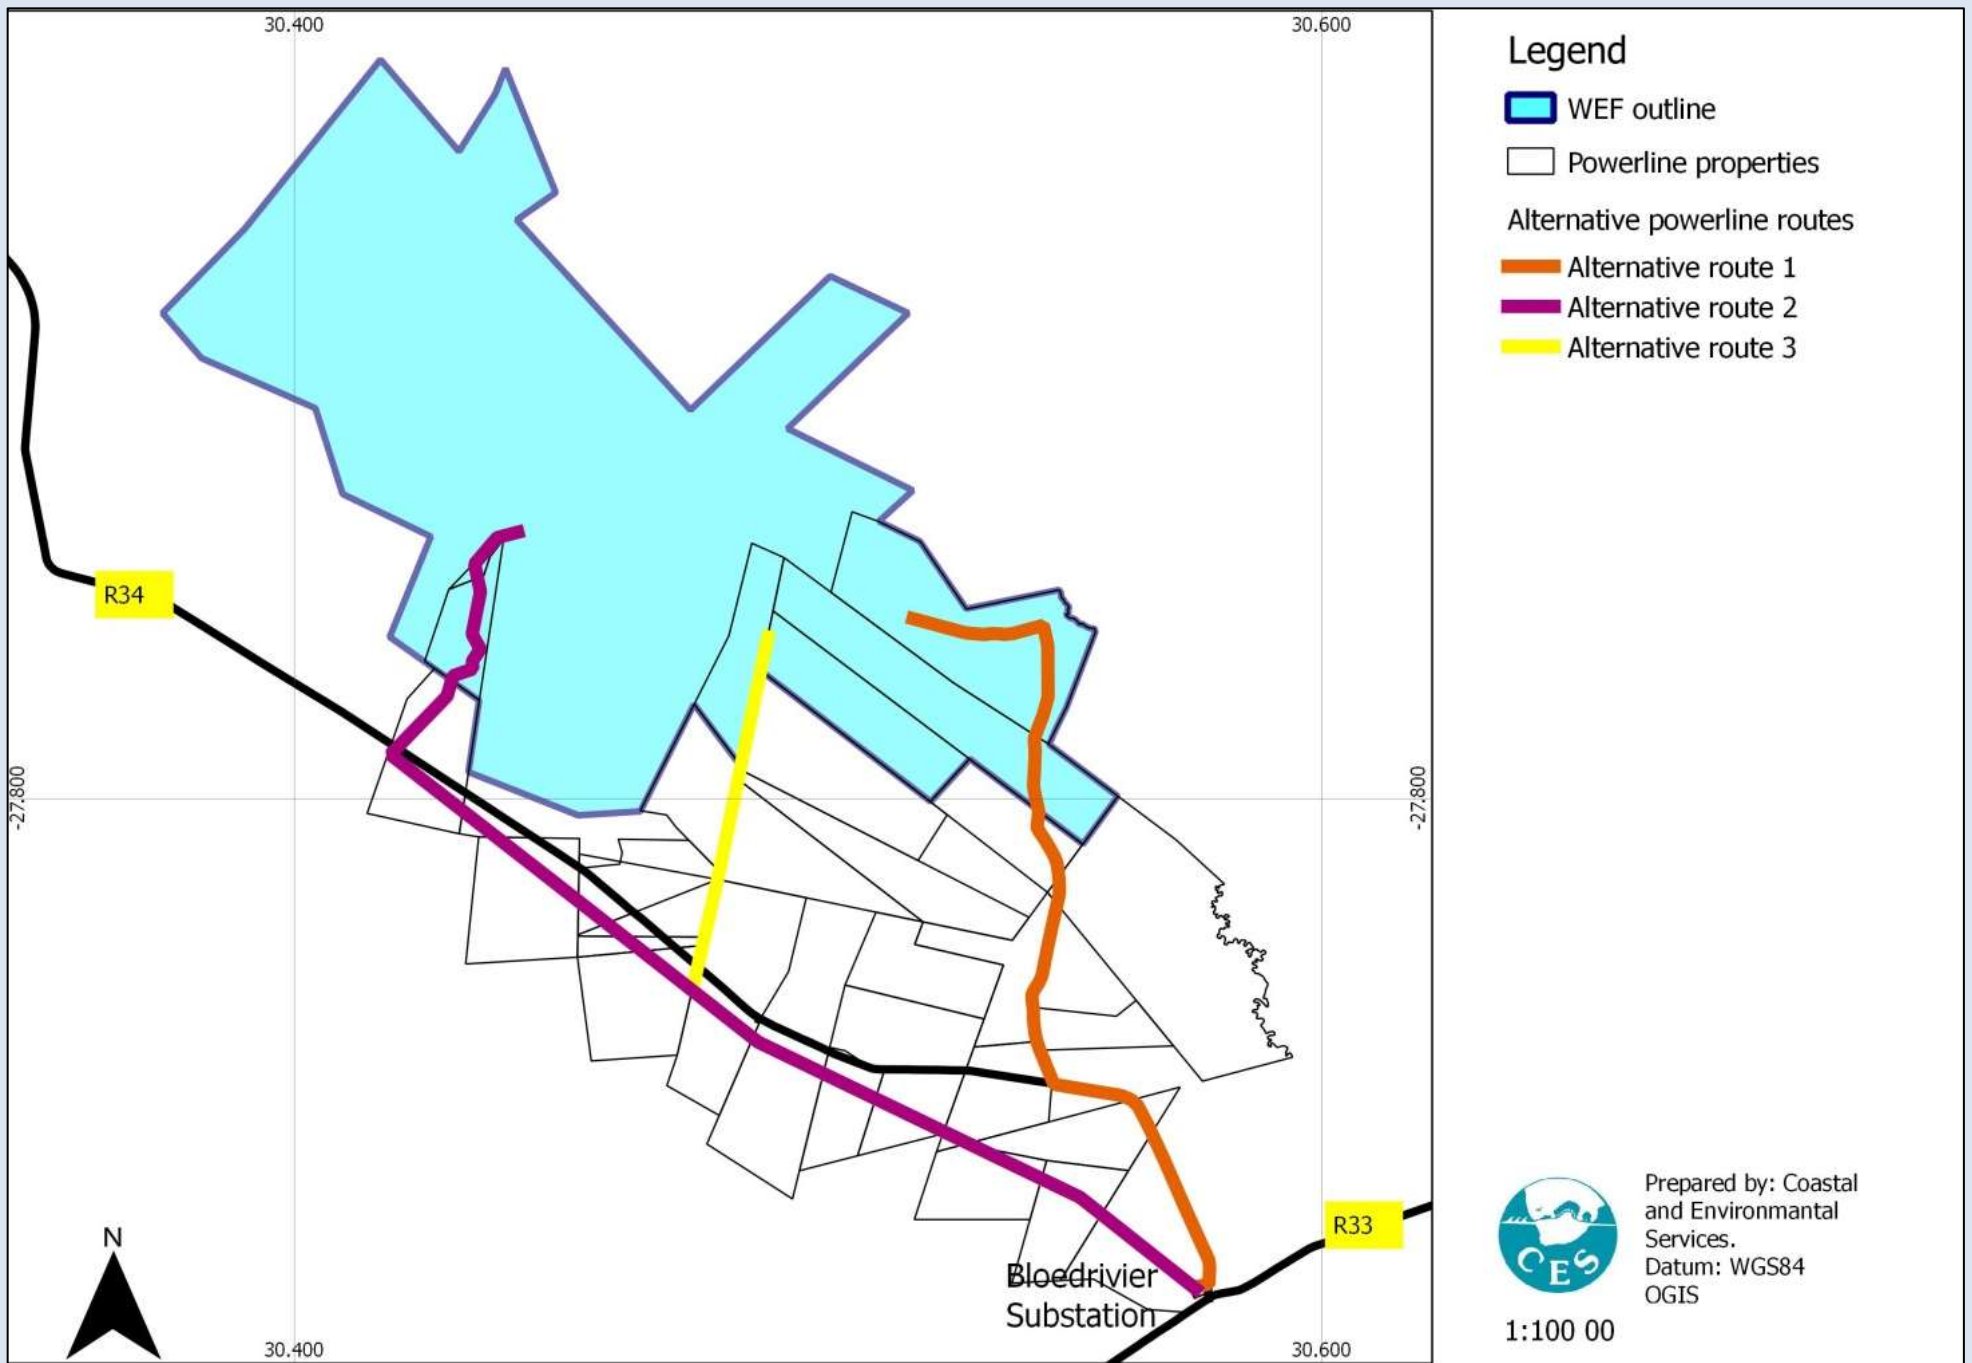 30.400
30.600
Legend
WEF outline
Powerline properties
Alternative powerline routes
Alternative route 1
Alternative route 2
Alternative route 3
R34
-27.800
-27.800
R33
N
Bloedrivier
Substation
CES
Prepared by: Coastal
and Environmantal
Services.
Datum: WGS84
OGIS
1:100 00
30.400
30.600